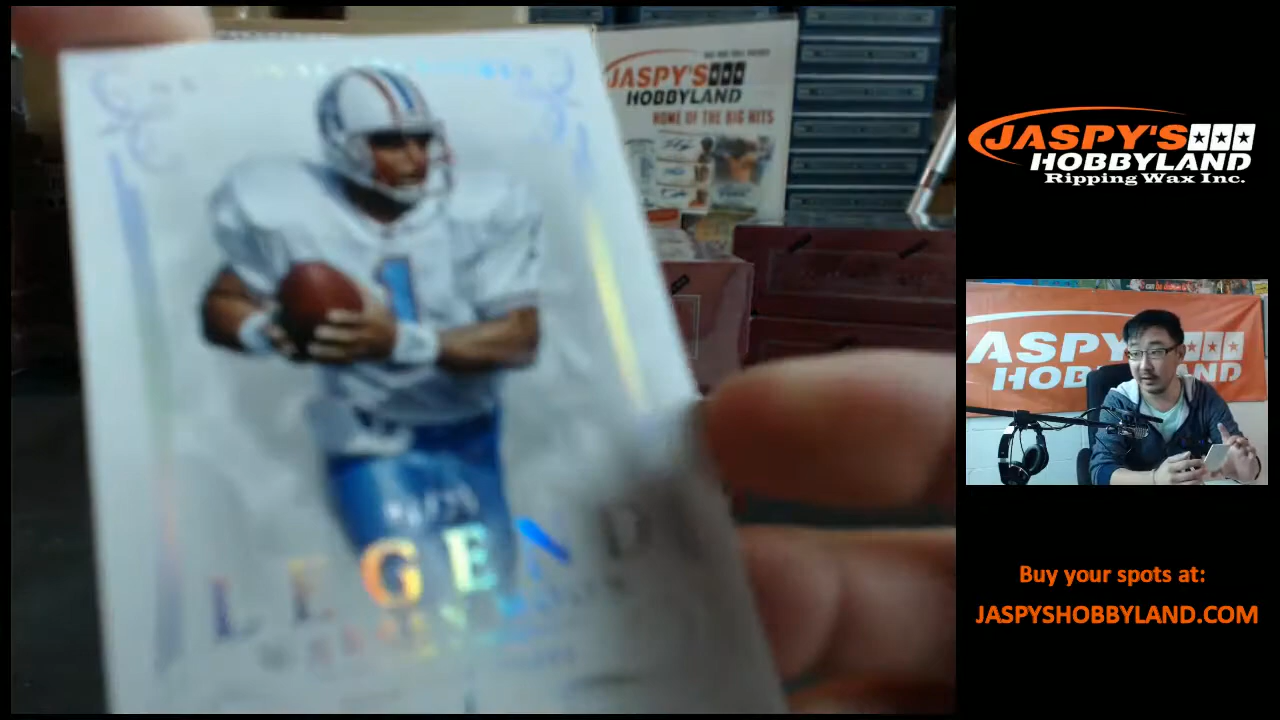 JASPY'S
HOBBYLAND
HOME OF THE BIG HITS
1
LEGEND
JASPY'S
HOBBYLAND
Ripping Wax Inc.
ASPY
HOB AND
Buy your spots at:
JASPYSHOBBYLAND.COM